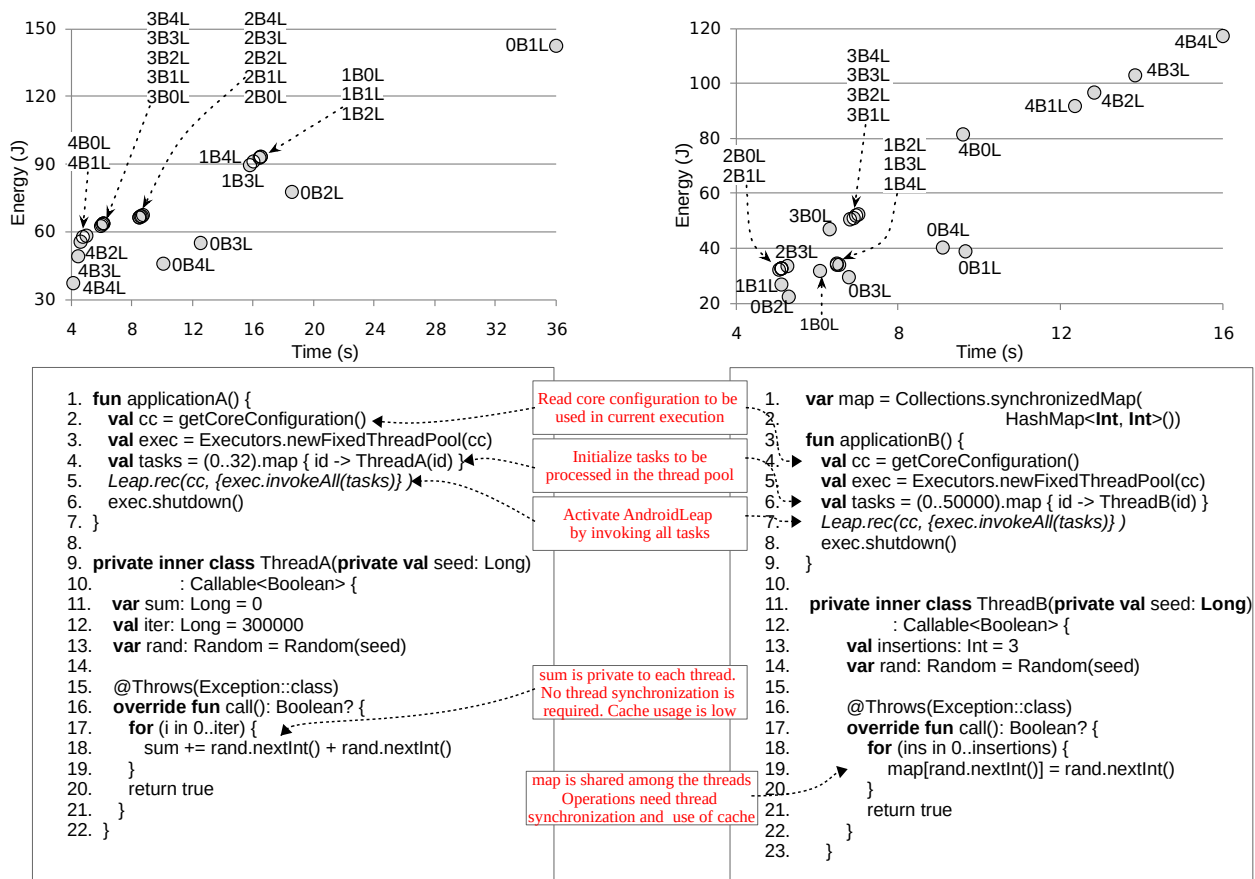 150
120
90
60
30
Energy (J)
4
8
12
16
20
24
28
32
36
Time (s)
3B4L
3B3L
3B2L
3B1L
3B0L
2B4L
2B3L
2B2L
2B1L
2B0L
1B0L
1B1L
1B2L
0B1L
4B0L
4B1L
1B4L
1B3L
0B2L
4B2L
4B3L
4B4L
0B3L
0B4L
120
100
80
60
40
20
Energy (J)
4
8
12
16
Time (s)
3B4L
3B3L
3B2L
3B1L
4B4L
4B3L
4B2L
4B1L
4B0L
1B2L
1B3L
1B4L
2B0L
2B1L
3B0L
2B3L
0B4L
0B1L
1B1L
0B2L
0B3L
1B0L
1. fun applicationA() {
2. val cc = getCoreConfiguration()
3. val exec = Executors.newFixedThreadPool(cc)
4. val tasks = (0..32).map { id -> ThreadA(id) }
5. Leap.rec(cc, {exec.invokeAll(tasks)} )
6. exec.shutdown()
7. }
8.
9. private inner class ThreadA(private val seed: Long)
10. : Callable<Boolean> {
11. var sum: Long = 0
12. val iter: Long = 300000
13. var rand: Random = Random(seed)
14.
15. @Throws(Exception::class)
16. override fun call(): Boolean? {
17. for (i in 0..iter) {
18. sum += rand.nextInt() + rand.nextInt()
19. }
20. return true
21. }
22. }
Read core configuration to be
used in current execution
Initialize tasks to be
processed in the thread pool
Activate AndroidLeap
by invoking all tasks
sum is private to each thread.
No thread synchronization is
required. Cache usage is low
map is shared among the threads
Operations need thread
synchronization and use of cache
1. var map = Collections.synchronizedMap(
2. HashMap<Int, Int>())
3. fun applicationB() {
4. val cc = getCoreConfiguration()
5. val exec = Executors.newFixedThreadPool(cc)
6. val tasks = (0..50000).map { id -> ThreadB(id) }
7. Leap.rec(cc, {exec.invokeAll(tasks)} )
8. exec.shutdown()
9. }
10.
11. private inner class ThreadB(private val seed: Long)
12. : Callable<Boolean> {
13. val insertions: Int = 3
14. var rand: Random = Random(seed)
15.
16. @Throws(Exception::class)
17. override fun call(): Boolean? {
18. for (ins in 0..insertions) {
19. map[rand.nextInt()] = rand.nextInt()
20. }
21. return true
22. }
23. }